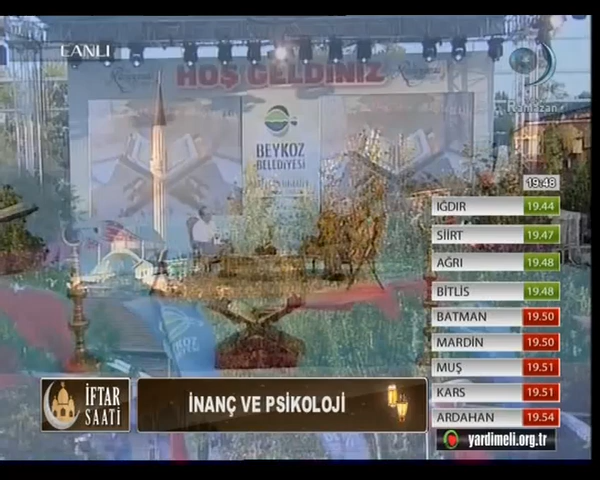 CANLI
HOŞ GELDİNİZ
Ramazan
BEYKOZ
BELEDİYESİ
19:48
IĞDIR 19.44
SİİRT 19.47
AĞRI 19.48
BİTLİS 19.48
BATMAN 19.50
MARDİN 19.50
MUŞ 19.51
KARS 19.51
ARDAHAN 19.54
İFTAR
SAATİ
İNANÇ VE PSİKOLOJİ
yardimeli.org.tr